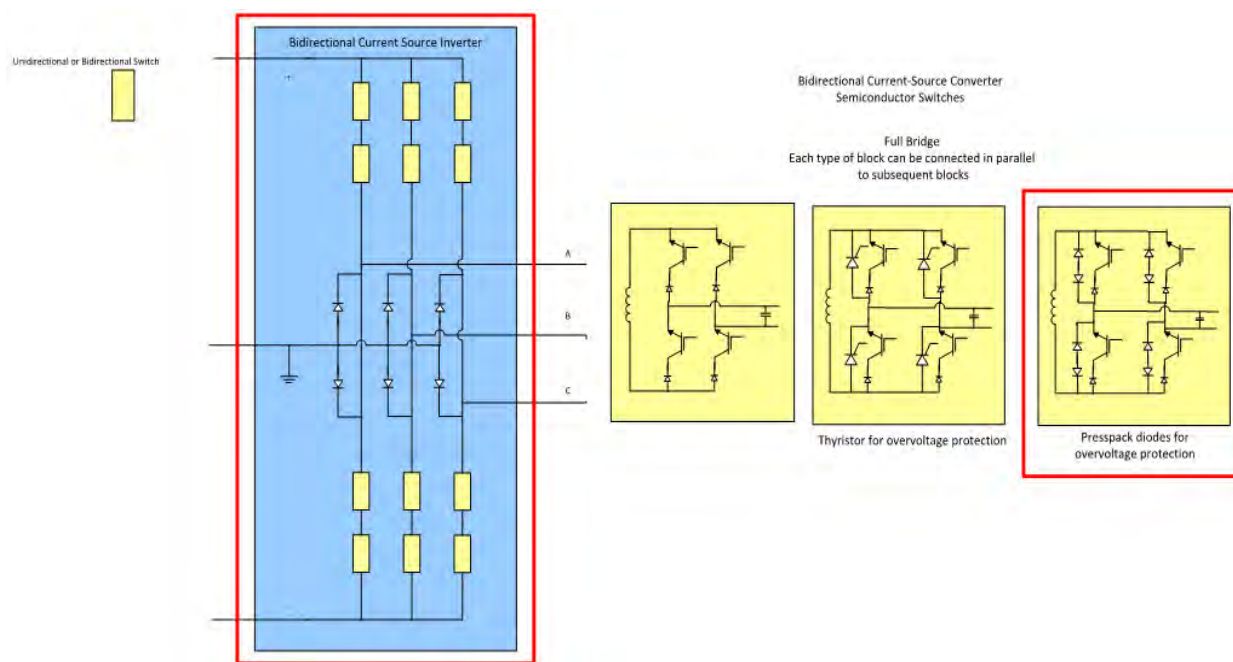 Unidirectional or Bidirectional Switch
Bidirectional Current Source Inverter
A
B
C
Bidirectional Current-Source Converter
Semiconductor Switches
Full Bridge
Each type of block can be connected in parallel
to subsequent blocks
Thyristor for overvoltage protection
Presspack diodes for
overvoltage protection